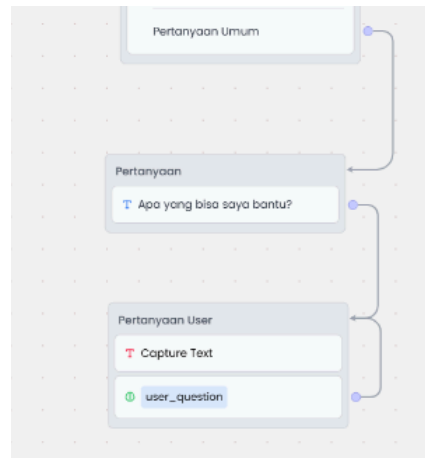 Pertanyaan Umum
Pertanyaan
T Apa yang bisa saya bantu?
Pertanyaan User
T Capture Text
user_question